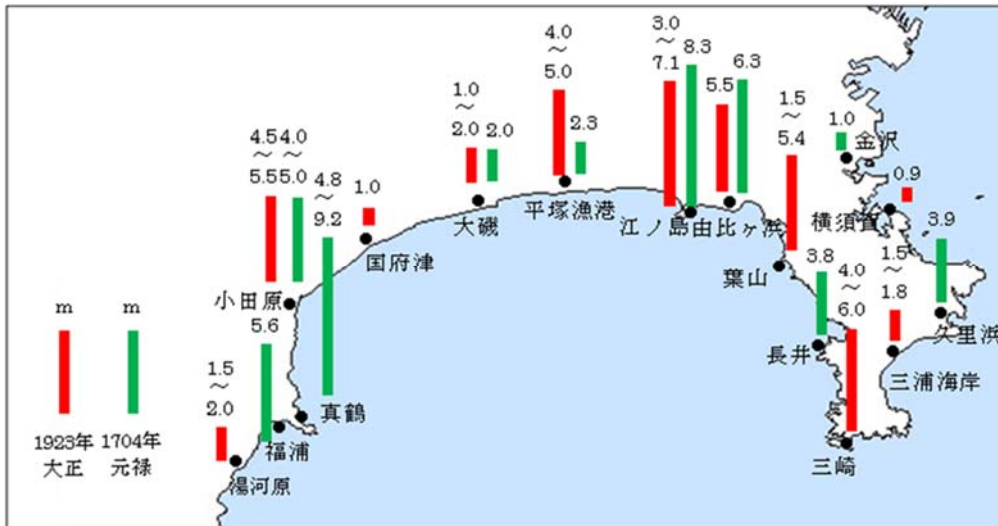 3.0
～
7.1
8.3
4.0
～
5.0
6.3
5.5
1.0
～
2.0
2.0
2.3
1.5
～
5.4
1.0
金沢
4.5
～
5.5
4.0
～
5.0
4.8
～
9.2
1.0
0.9
大磯
平塚漁港
江ノ島
由比ヶ浜
横須賀
3.9
国府津
小田原
葉山
3.8
4.0
～
6.0
1.5
～
1.8
久里浜
m
m
5.6
長井
三浦海岸
1.5
～
2.0
真鶴
福浦
三崎
湯河原
1923年
大正
1704年
元禄